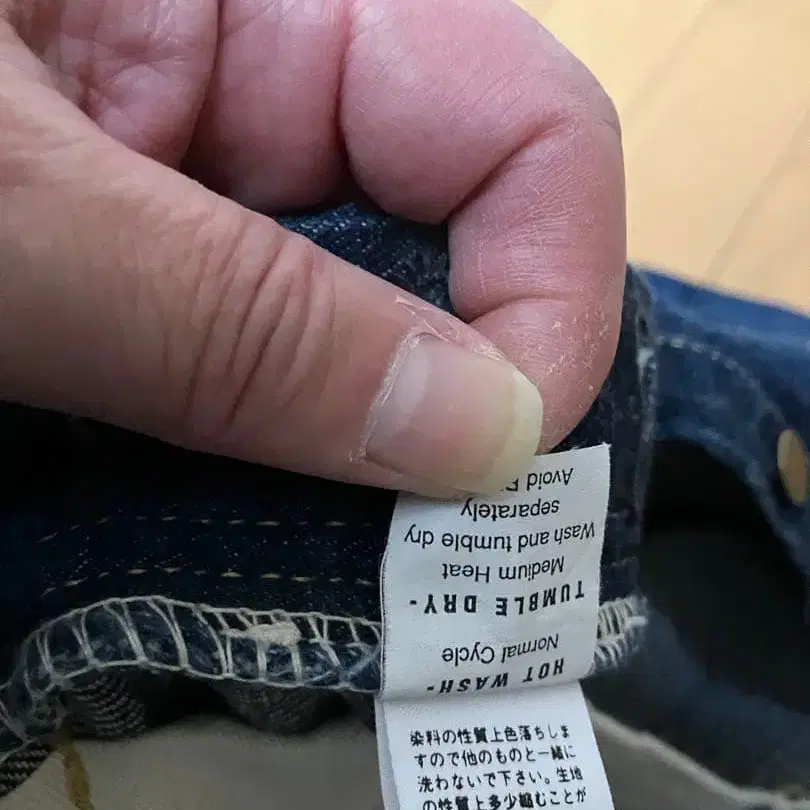 HOT WASH-
Normal Cycle
TUMBLE DRY-
Medium Heat
Wash and tumble dry
separately
Avoid
染料の性質上色落ちしま
すので他のものと一緒に
洗わないで下さい。生地
の性質上多少縮むことが